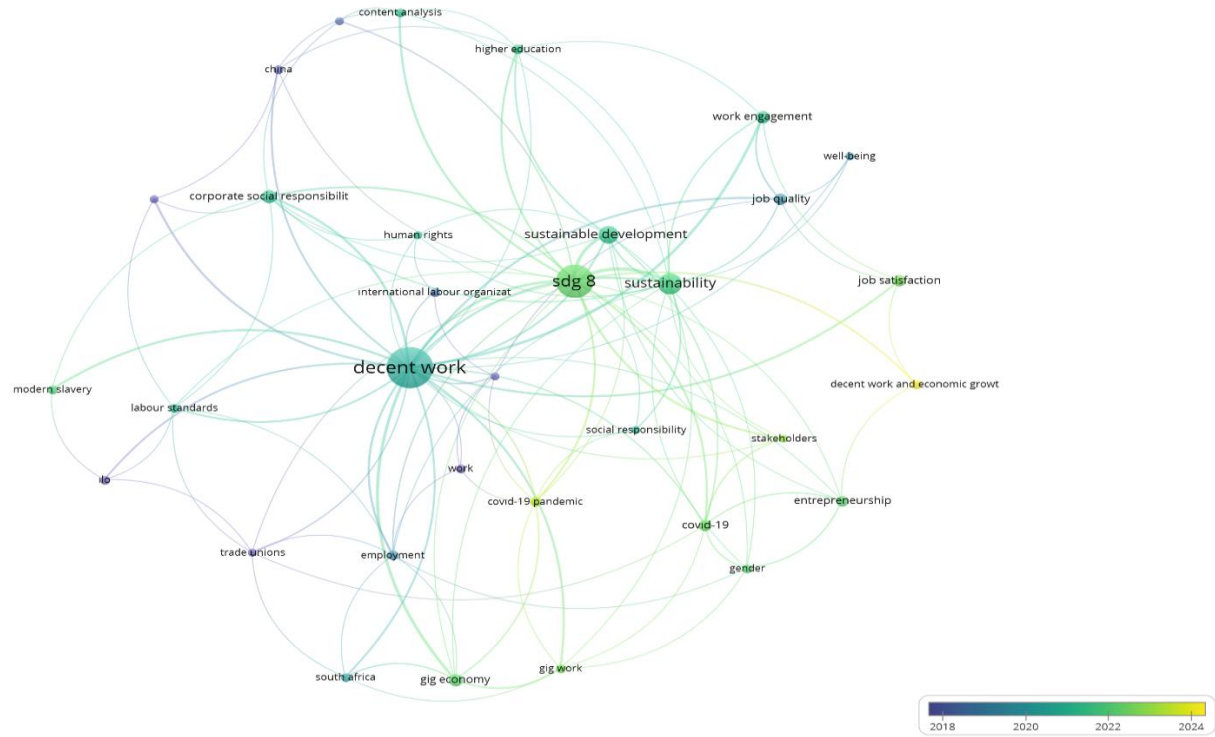 content analysis
higher education
china
work engagement
well-being
corporate social responsibilit
job quality
human rights
sustainable development
sdg 8
sustainability
job satisfaction
international labour organizat
decent work
modern slavery
decent work and economic growt
labour standards
social responsibility
stakeholders
work
ilo
covid-19 pandemic
entrepreneurship
covid-19
trade unions
employment
gender
gig work
south africa
gig economy
2018 2020 2022 2024